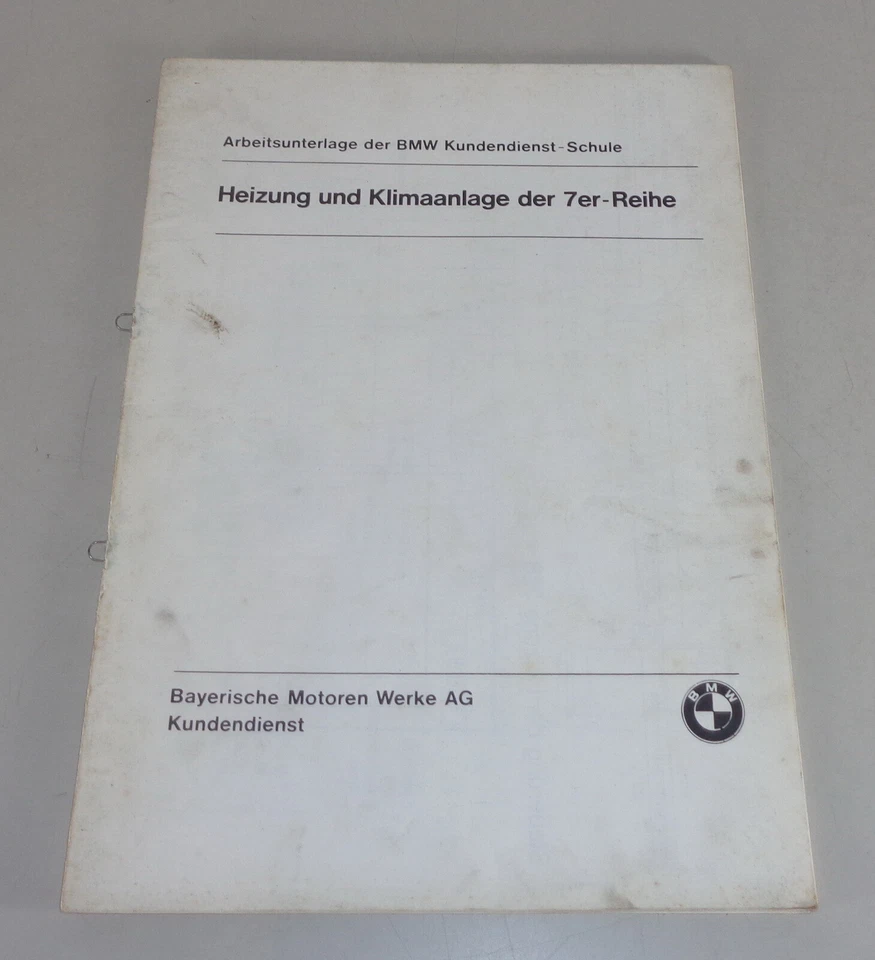 Arbeitsunterlage der BMW Kundendienst-Schule
Heizung und Klimaanlage der 7er-Reihe
Bayerische Motoren Werke AG
Kundendienst
BMW